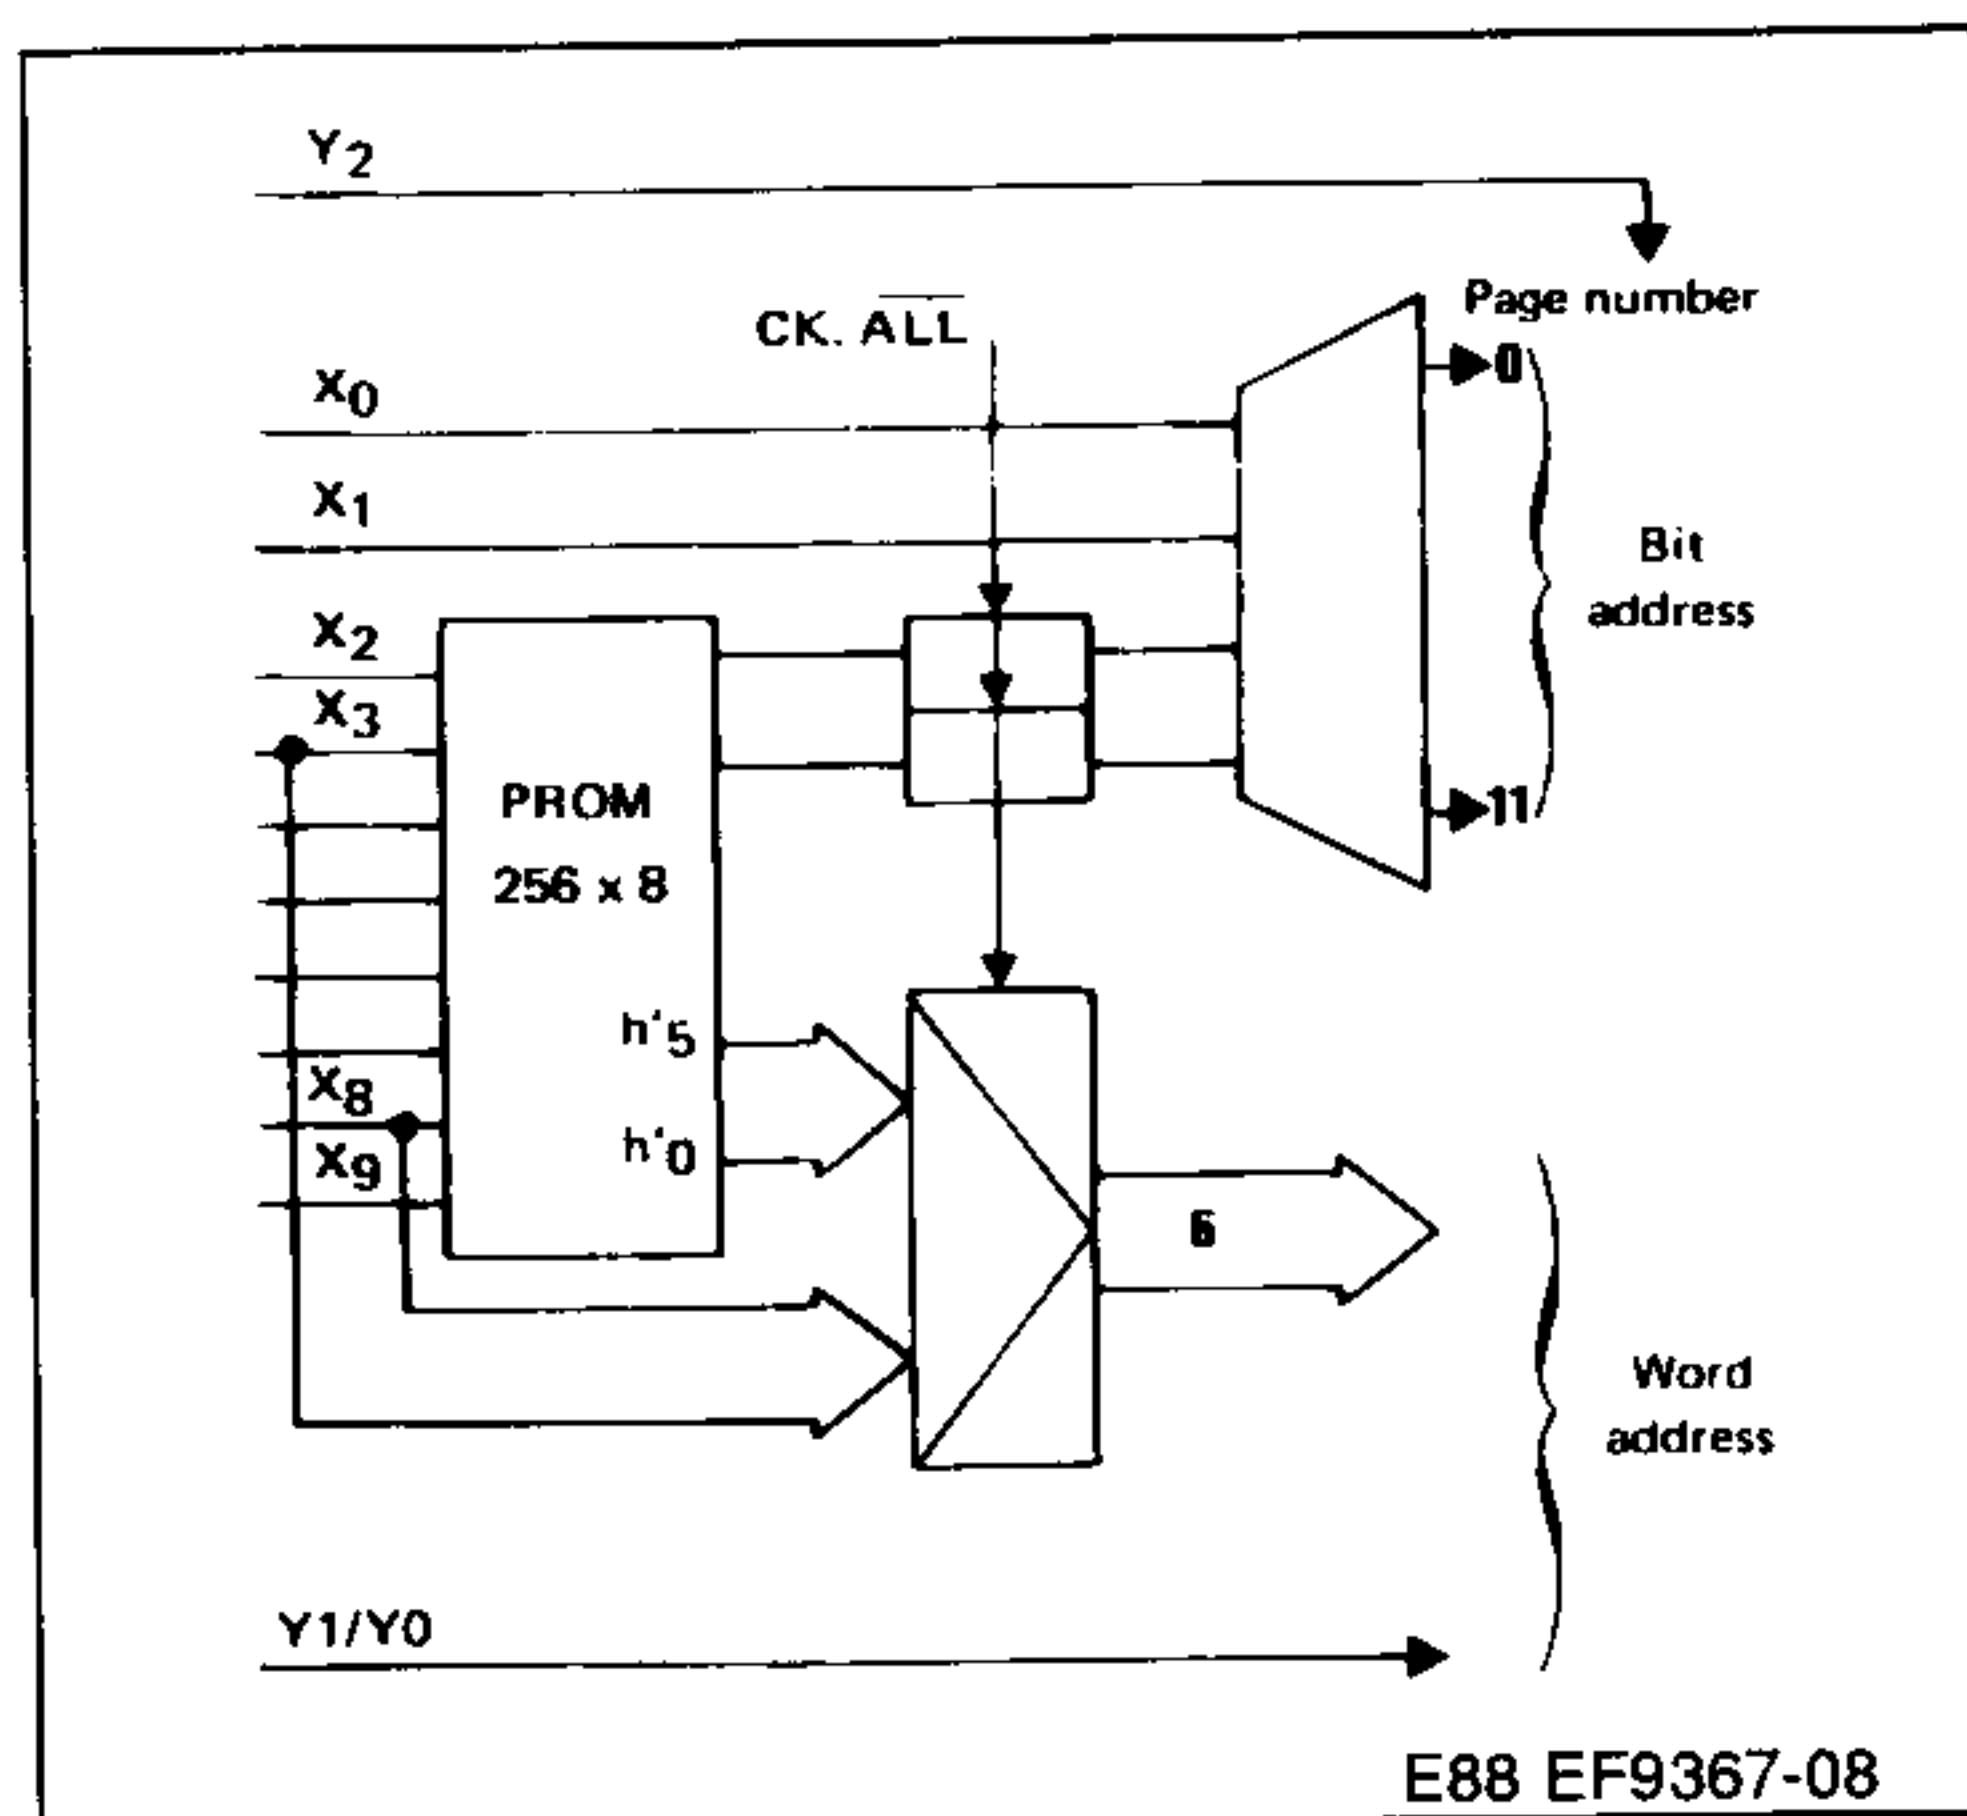 Y2
Page number
CK. ALL
0
X0
X1
Bit
address
X2
X3
PROM
11
256 x 8
h'5
X8
h'0
X9
6
Word
address
Y1/Y0
E88 EF9367-08